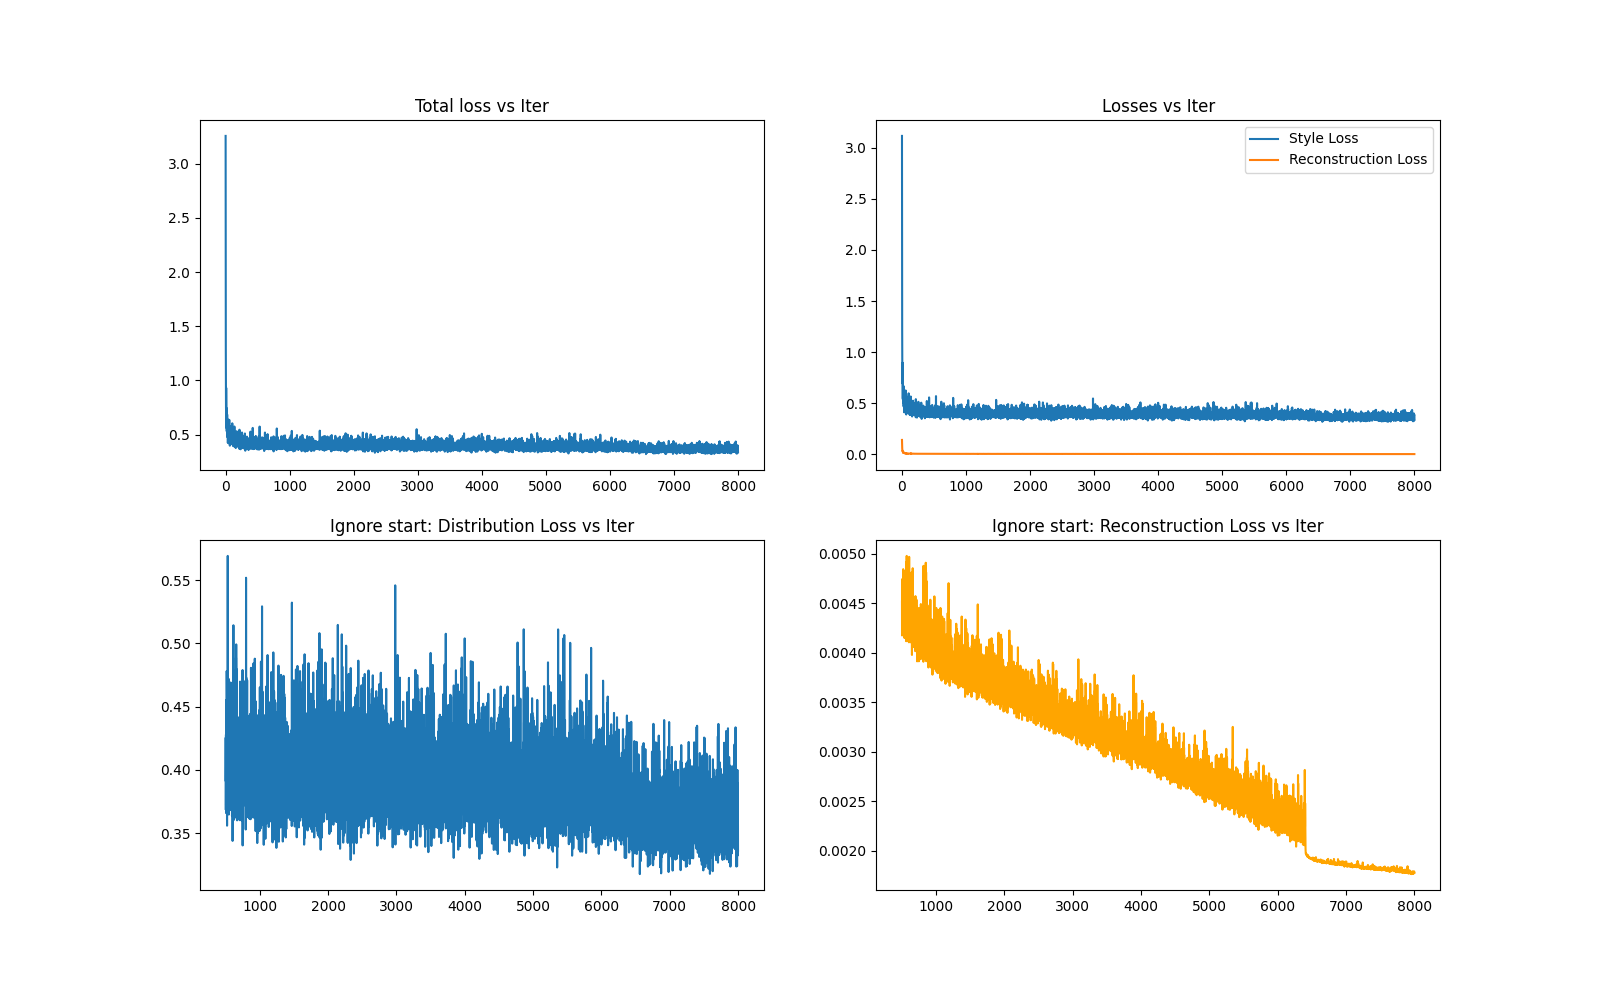 Total loss vs Iter
3.0
2.5
2.0
1.5
1.0
0.5
0 1000 2000 3000 4000 5000 6000 7000 8000
Losses vs Iter
Style Loss
Reconstruction Loss
3.0
2.5
2.0
1.5
1.0
0.5
0.0
0 1000 2000 3000 4000 5000 6000 7000 8000
Ignore start: Distribution Loss vs Iter
0.55
0.50
0.45
0.40
0.35
1000 2000 3000 4000 5000 6000 7000 8000
Ignore start: Reconstruction Loss vs Iter
0.0050
0.0045
0.0040
0.0035
0.0030
0.0025
0.0020
1000 2000 3000 4000 5000 6000 7000 8000